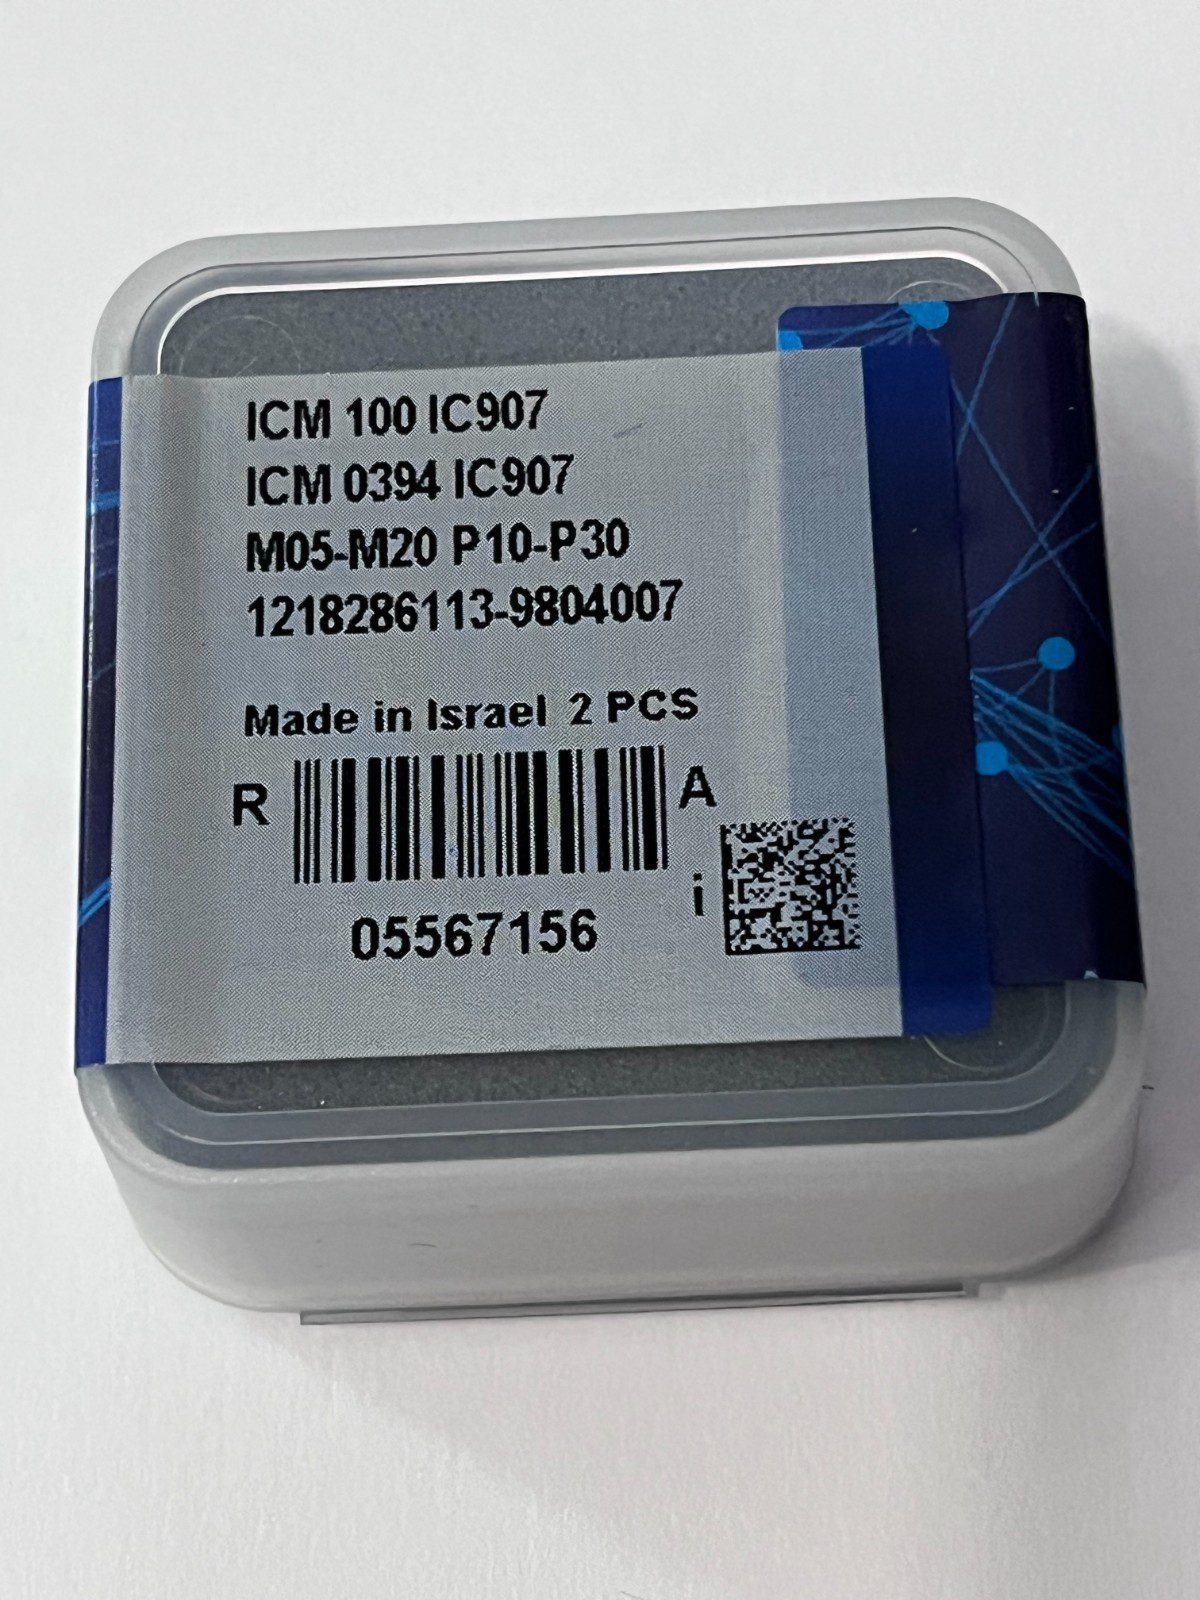 ICM 100 IC907
ICM 0394 IC907
M05-M20 P10-P30
1218286113-9804007
Made in Israel 2 PCS
R A
i
05567156